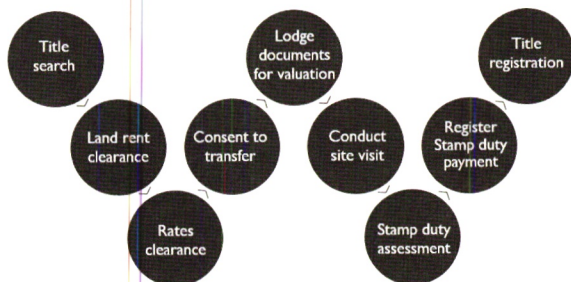 Title
search
Land rent
clearance
Rates
clearance
Consent to
transfer
Lodge
documents
for valuation
Conduct
site visit
Stamp duty
assessment
Register
Stamp duty
payment
Title
registration